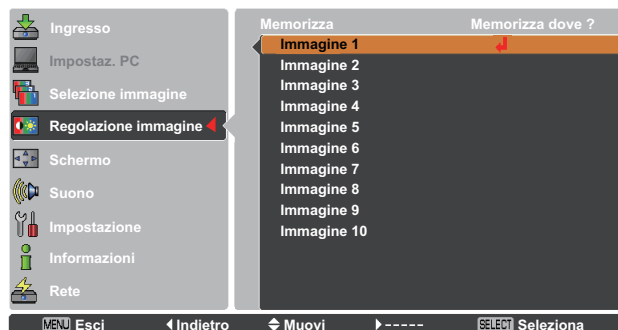 Ingresso
Impostaz. PC
Selezione immagine
Regolazione immagine
Schermo
Suono
Impostazione
Informazioni
Rete
Memorizza Memorizza dove ?
Immagine 1
Immagine 2
Immagine 3
Immagine 4
Immagine 5
Immagine 6
Immagine 7
Immagine 8
Immagine 9
Immagine 10
MENU Esci Indietro Muovi ----- SELECT Seleziona